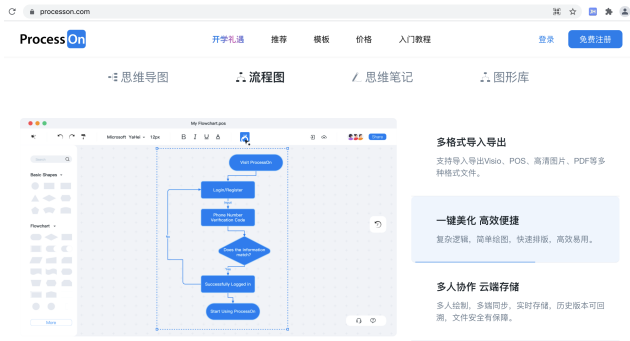 processon.com
ProcessOn
开学礼遇
推荐
模板
价格
入门教程
登录
免费注册
思维导图
流程图
思维笔记
图形库
My Flowchart.pos
Microsoft YaHei
12px
B I U A
Share
Search
Basic Shapes
Flowchart
More
Visit ProcessOn
Login/Register
Phone Number
Verification Code
Does the information
match?
Successfully Logged In
Start Using ProcessOn
多格式导入导出
支持导入导出Visio、POS、高清图片、PDF等多
种格式文件。
一键美化 高效便捷
复杂逻辑，简单绘图，快速排版，高效易用。
多人协作 云端存储
多人绘制，多端同步，实时存储，历史版本可回
溯，文件安全有保障。